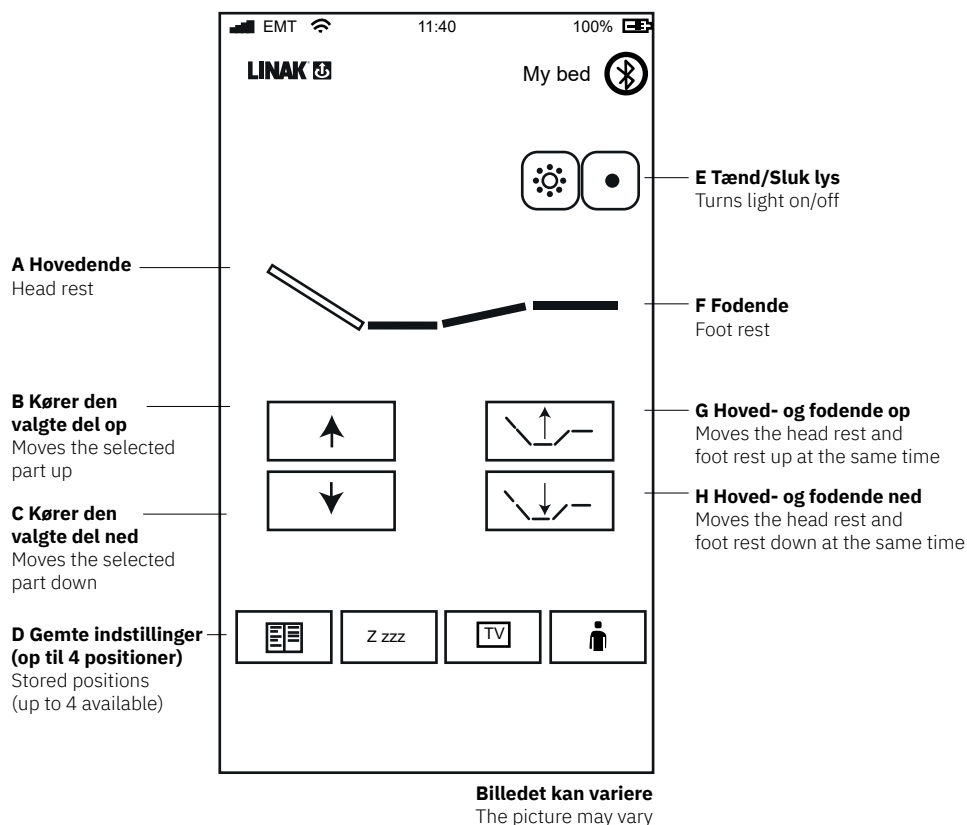 EMT 11:40 100%
LINAK My bed
E Tænd/Sluk lys
Turns light on/off
A Hovedende
Head rest
F Fodende
Foot rest
B Kører den
valgte del op
Moves the selected
part up
G Hoved- og fodende op
Moves the head rest and
foot rest up at the same time
H Hoved- og fodende ned
Moves the head rest and
foot rest down at the same time
C Kører den
valgte del ned
Moves the selected
part down
D Gemte indstillinger
(op til 4 positioner)
Stored positions
(up to 4 available)
Z zzz TV
Billedet kan variere
The picture may vary